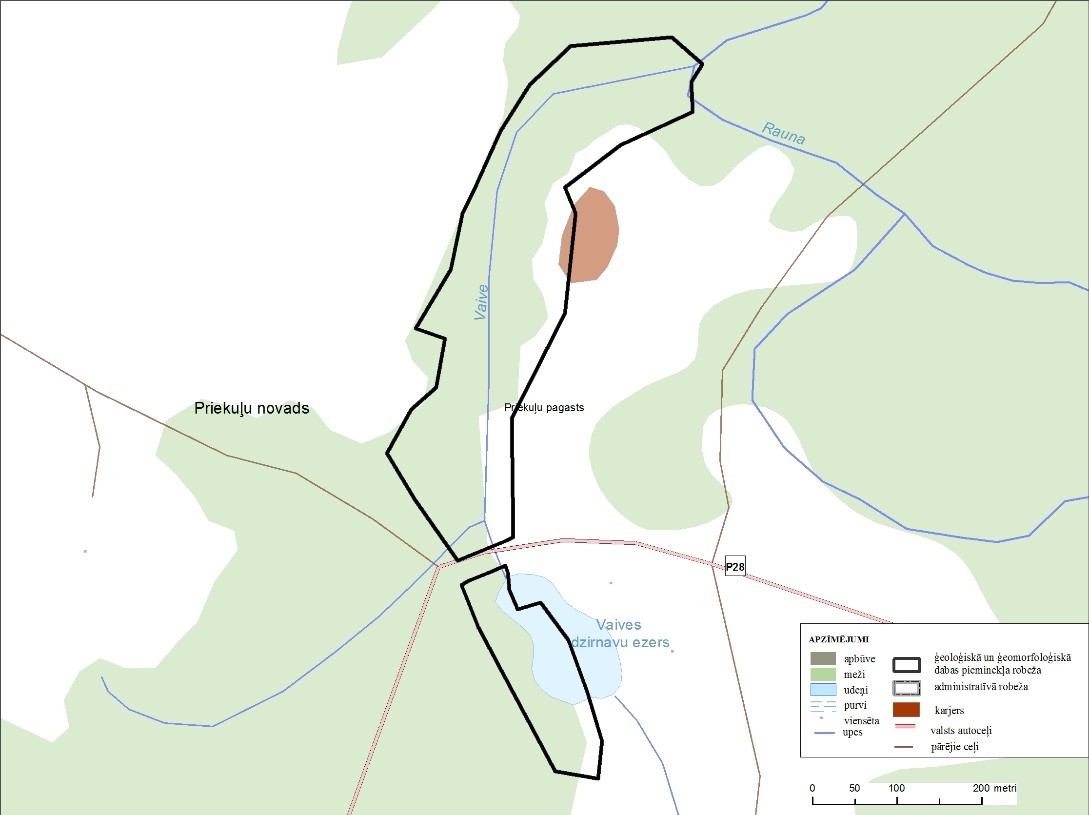 Rauna
Vaive
Priekuļu novads
Priekuļu pagasts
P28
Vaives
dzirnavu ezers
APZĪMĒJUMI
apbūve
meži
ūdeņi
purvi
viensēta
upes
ģeoloģiskā un ģeomorfoloģiskā
dabas pieminekļa robeža
administratīvā robeža
karjers
valsts autoceļi
pārējie ceļi
0 50 100 200 metri